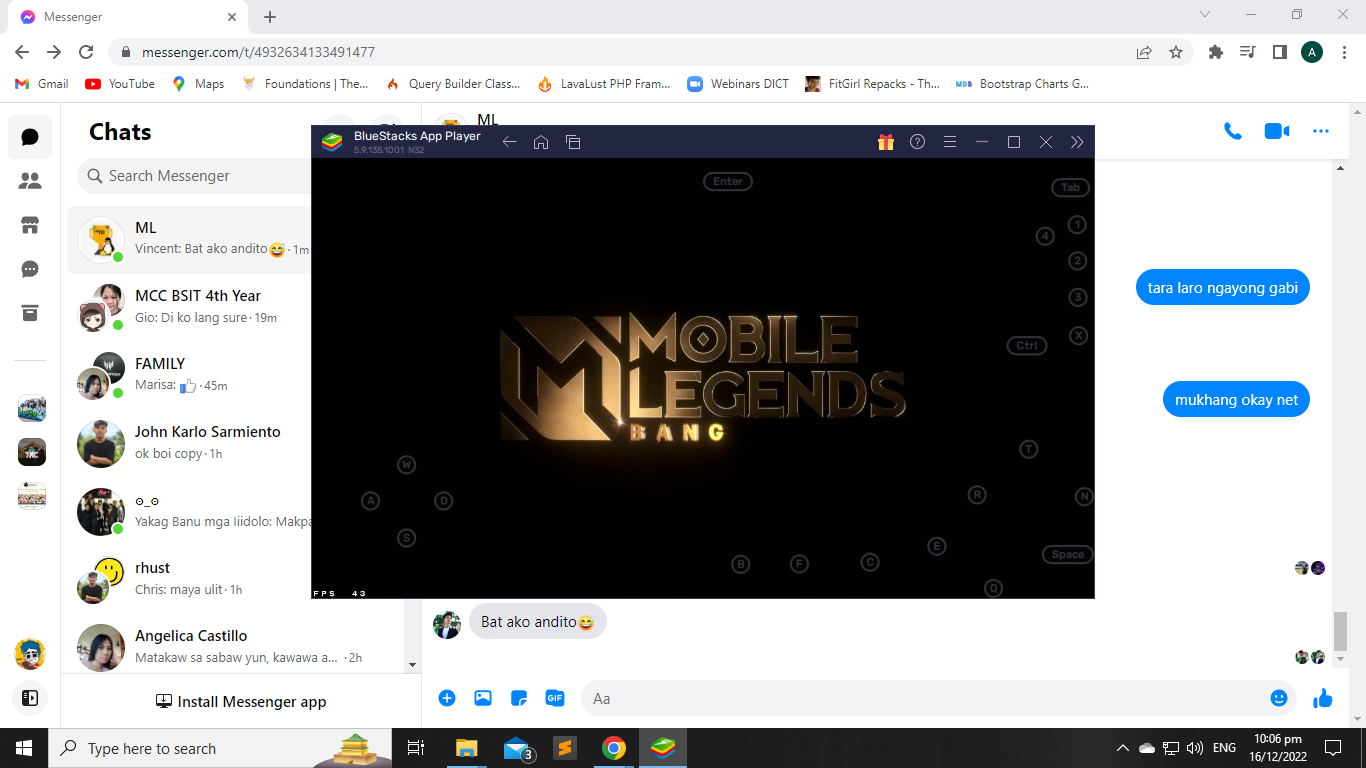 Messenger
messenger.com/t/4932634133491477
A
Gmail
YouTube
Maps
Foundations | The...
Query Builder Class...
LavaLust PHP Fram...
Webinars DICT
FitGirl Repacks - Th...
MDB
Bootstrap Charts G...
Chats
Search Messenger
ML
Vincent: Bat ako andito😅 · 1m
MCC BSIT 4th Year
Gio: Di ko lang sure · 19m
FAMILY
Marisa: 👍 · 45m
John Karlo Sarmiento
ok boi copy · 1h
ʘ_ʘ
Yakag Banu mga Iiidolo: Makpa
rhust
Chris: maya ulit · 1h
Angelica Castillo
Matakaw sa sabaw yun, kawawa a... · 2h
Install Messenger app
ML
BlueStacks App Player
5.9.135.1001 N32
Enter
Tab
1
4
2
3
X
Ctrl
MOBILE
LEGENDS
BANG
T
W
A
D
R
N
S
E
Space
B
F
C
Q
FPS 43
tara laro ngayong gabi
mukhang okay net
Bat ako andito😅
GIF
Aa
Type here to search
3
ENG
10:06 pm
16/12/2022